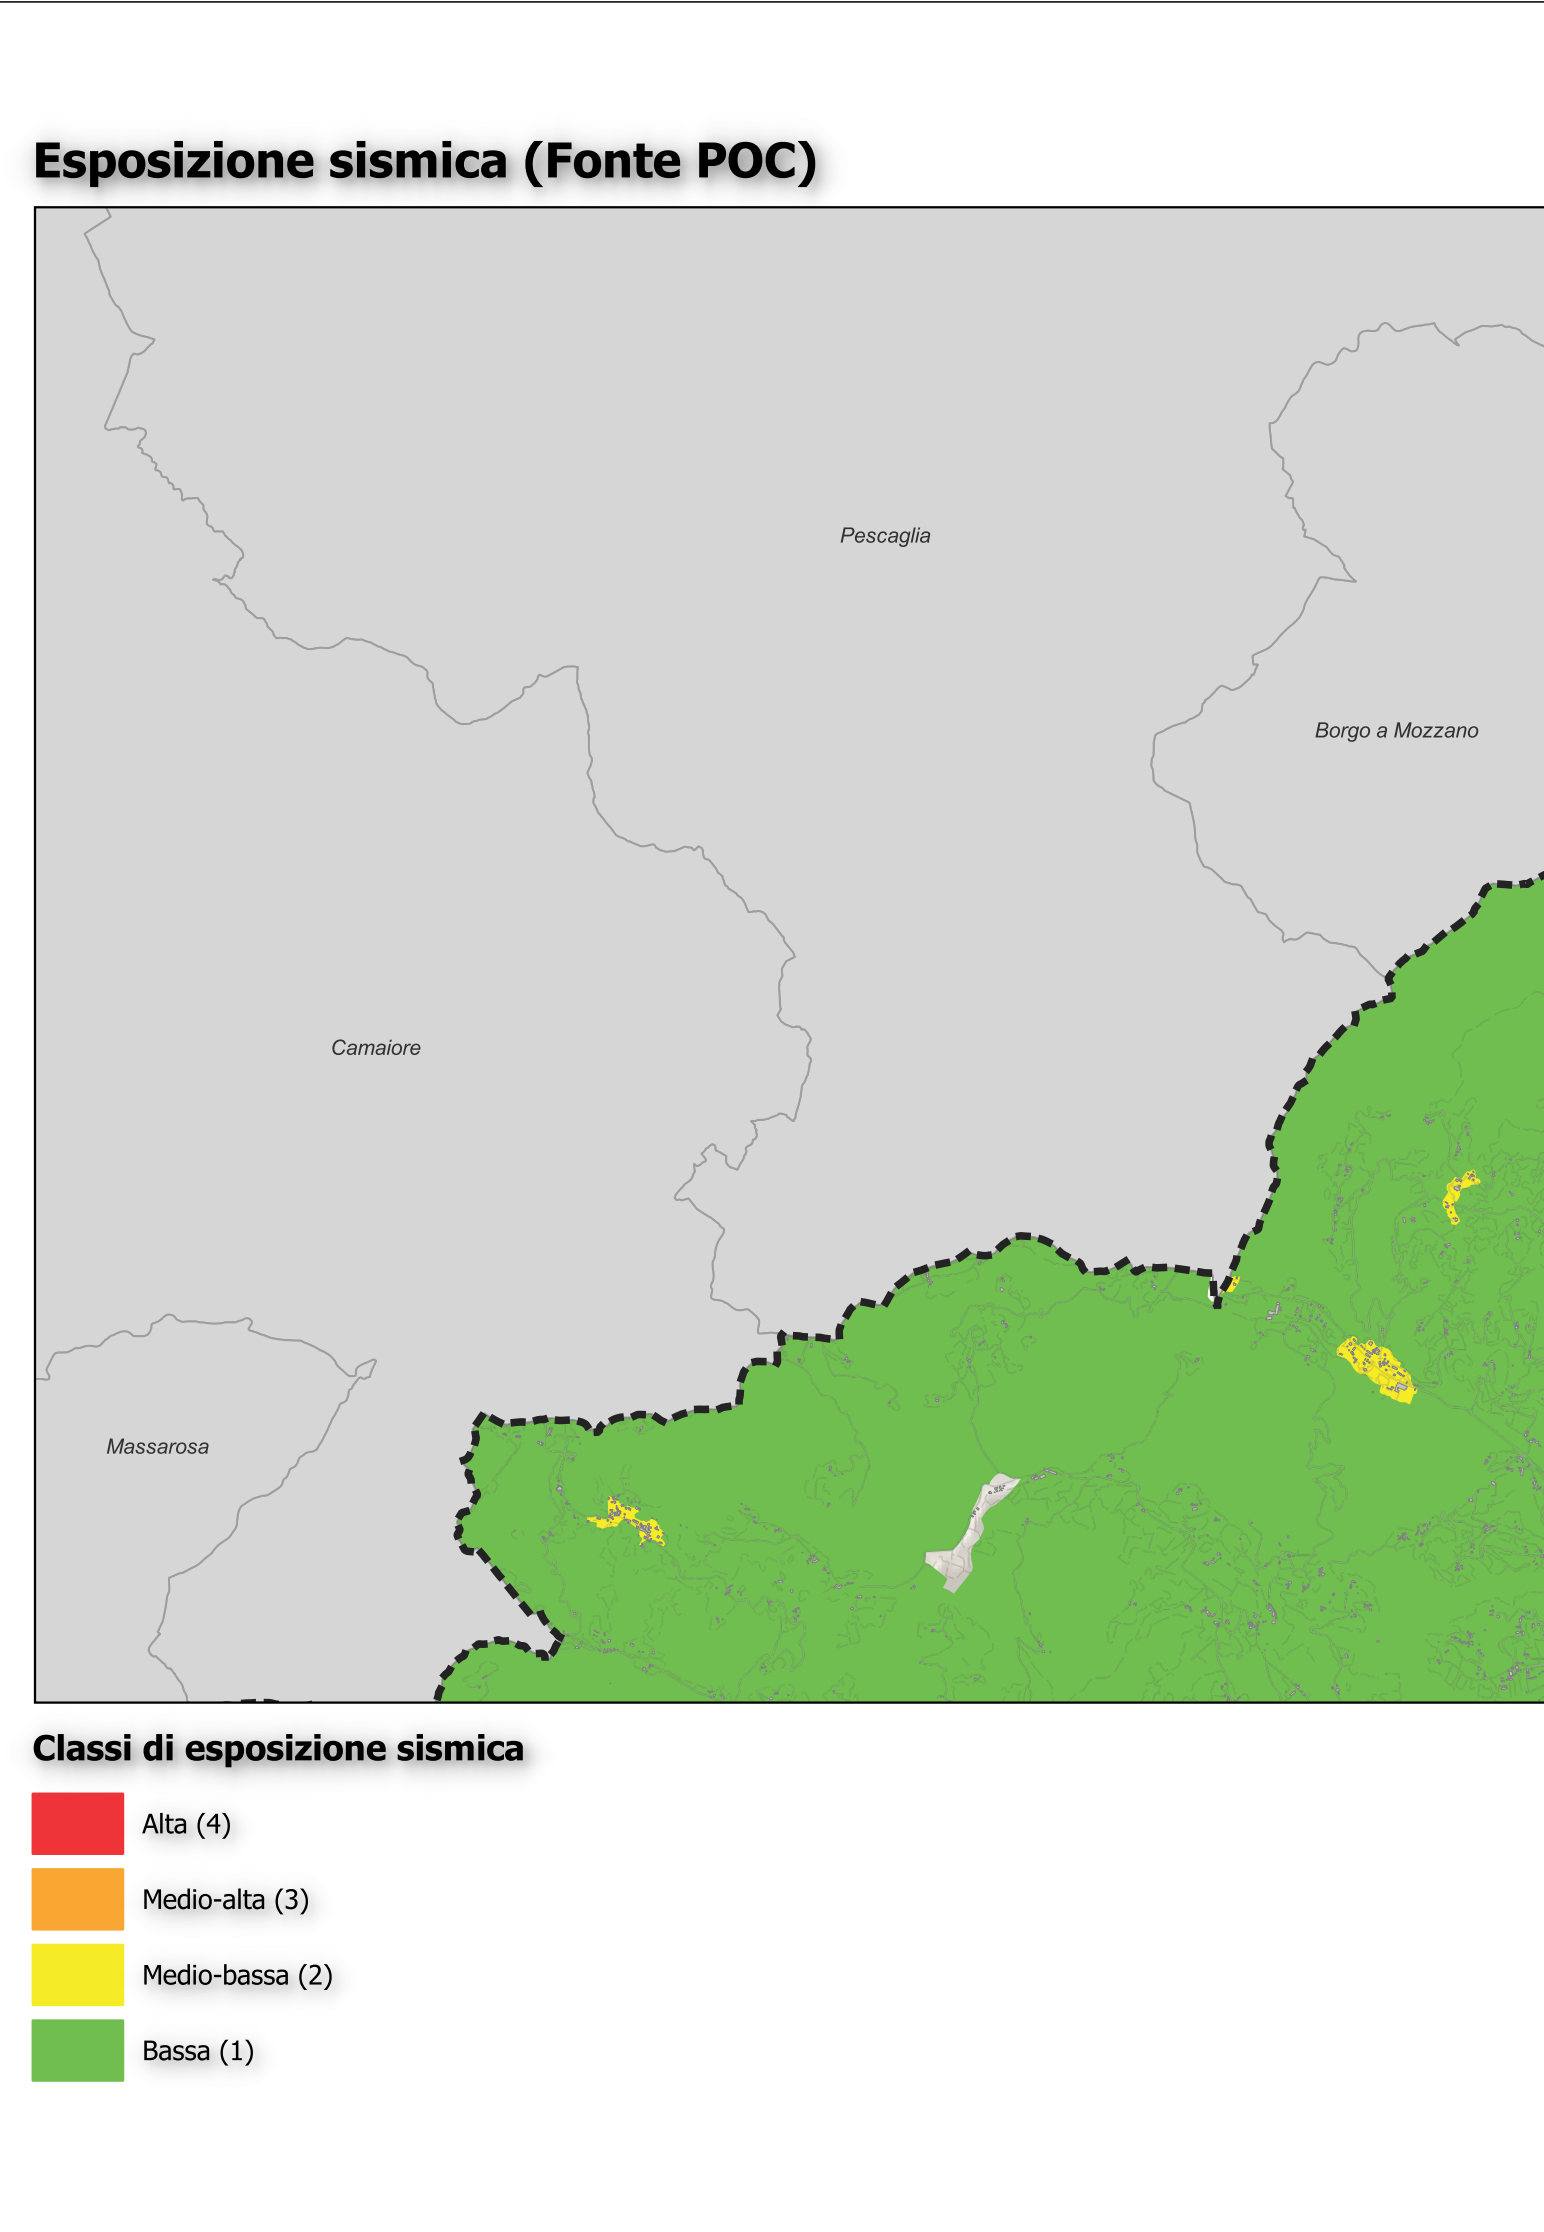 Esposizione sismica (Fonte POC)
Pescaglia
Borgo a Mozzano
Camaiore
Massarosa
Classi di esposizione sismica
Alta (4)
Medio-alta (3)
Medio-bassa (2)
Bassa (1)